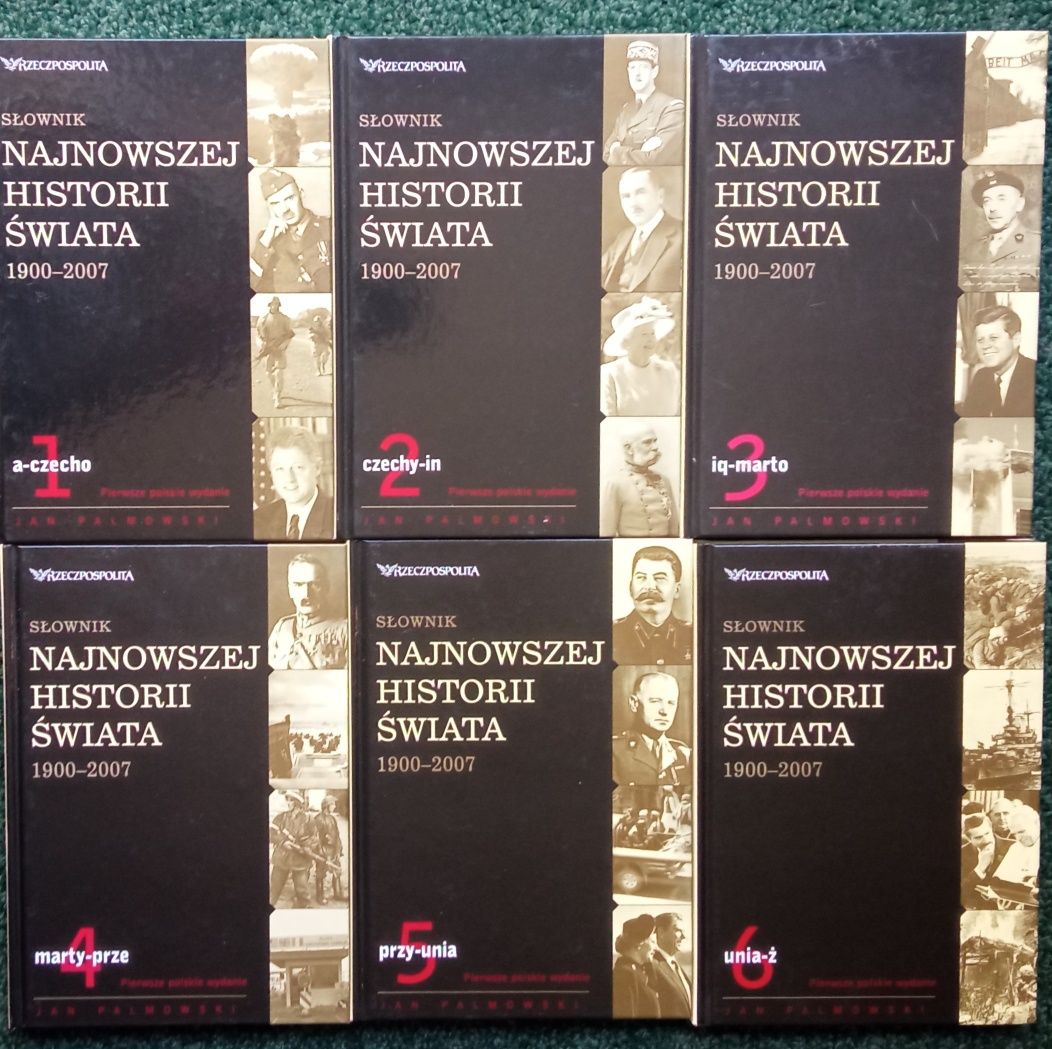 RZECZPOSPOLITA
SŁOWNIK
NAJNOWSZEJ
HISTORII
ŚWIATA
1900–2007
1
a-czecho
Pierwsze polskie wydanie
JAN PALMOWSKI
RZECZPOSPOLITA
SŁOWNIK
NAJNOWSZEJ
HISTORII
ŚWIATA
1900–2007
2
czechy-in
Pierwsze polskie wydanie
JAN PALMOWSKI
RZECZPOSPOLITA
BEIT M
SŁOWNIK
NAJNOWSZEJ
HISTORII
ŚWIATA
1900–2007
3
iq-marto
Pierwsze polskie wydanie
JAN PALMOWSKI
RZECZPOSPOLITA
SŁOWNIK
NAJNOWSZEJ
HISTORII
ŚWIATA
1900–2007
4
marty-prze
Pierwsze polskie wydanie
JAN PALMOWSKI
RZECZPOSPOLITA
SŁOWNIK
NAJNOWSZEJ
HISTORII
ŚWIATA
1900–2007
5
przy-unia
Pierwsze polskie wydanie
JAN PALMOWSKI
RZECZPOSPOLITA
SŁOWNIK
NAJNOWSZEJ
HISTORII
ŚWIATA
1900–2007
6
unia-ż
Pierwsze polskie wydanie
JAN PALMOWSKI